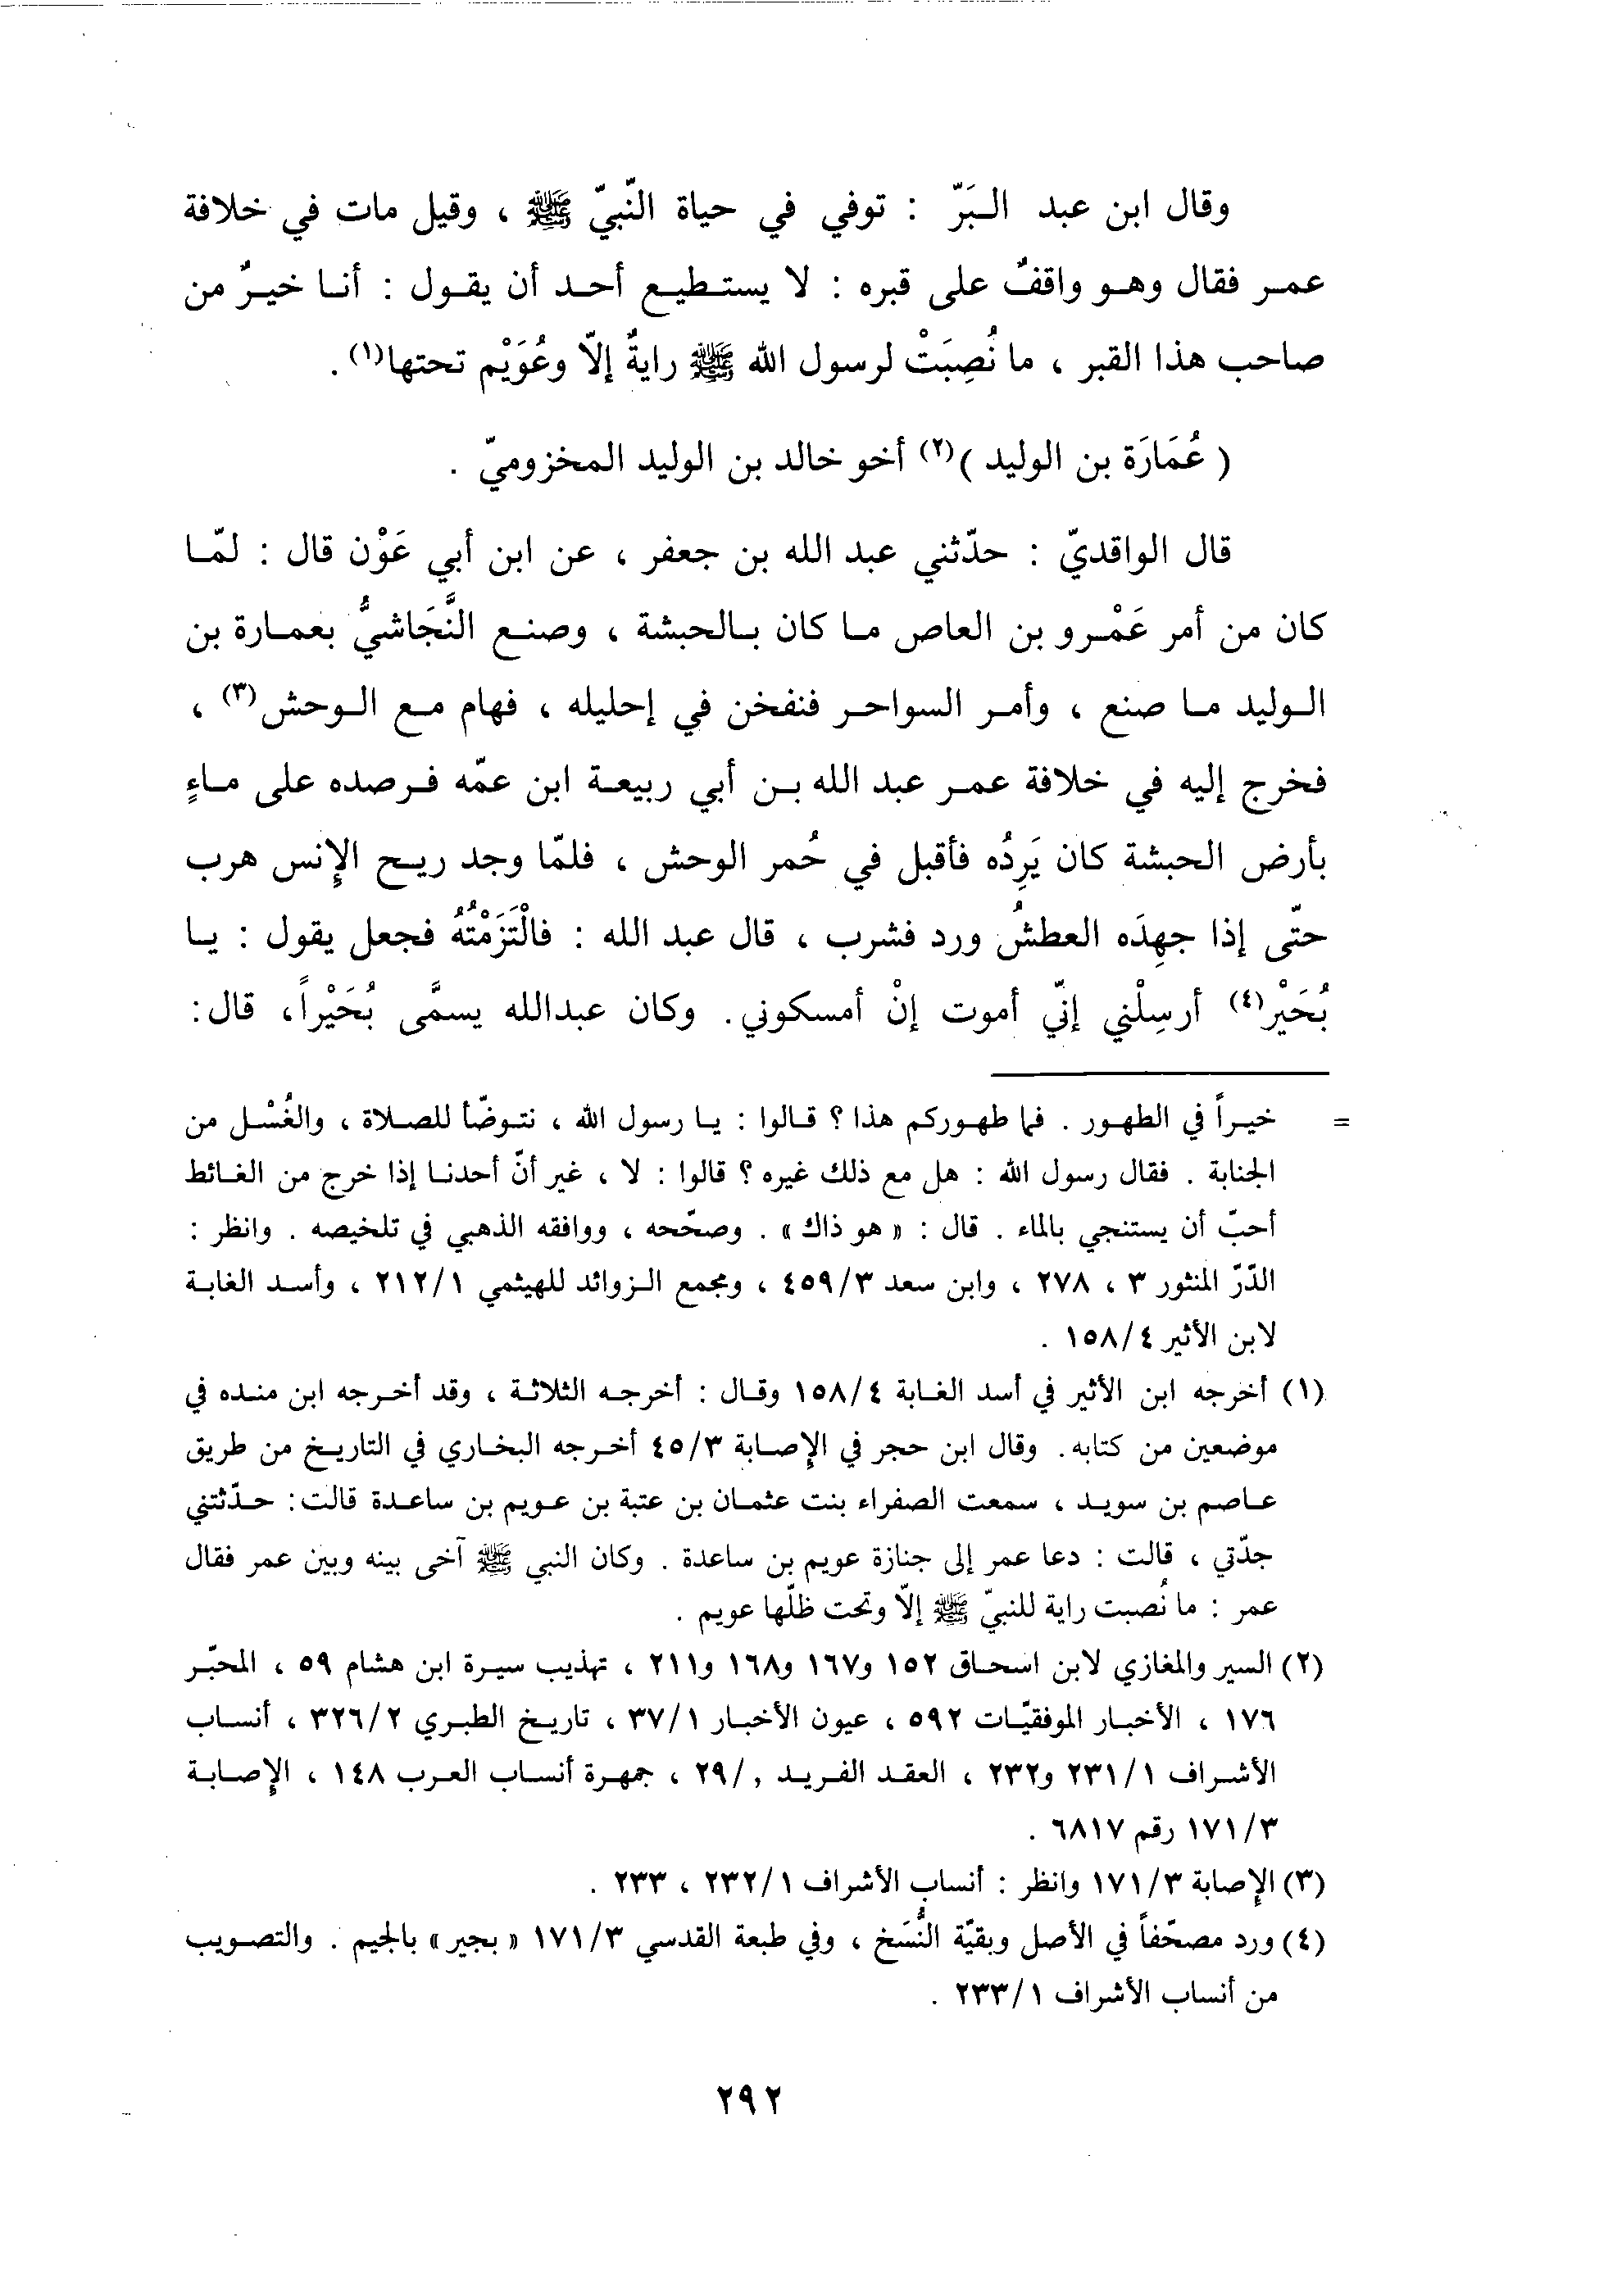 وقال ابن عبد البَرّ : توفي في حياة النّبيّ ﷺ ، وقيل مات في خلافة
عمر فقال وهو واقفٌ على قبره : لا يستطيع أحد أن يقول : أنا خيرٌ من
صاحب هذا القبر ، ما نُصِبَتْ لرسول الله ﷺ رايةٌ إلاّ وعُوَيْم تحتها(١) .
( عُمَارَة بن الوليد )(٢) أخو خالد بن الوليد المخزوميّ .
قال الواقديّ : حدّثني عبد الله بن جعفر ، عن ابن أبي عَوْن قال : لمّا
كان من أمر عَمْرو بن العاص ما كان بالحبشة ، وصنع النَّجَاشيُّ بعمارة بن
الوليد ما صنع ، وأمر السواحر فنفخن في إحليله ، فهام مع الوحش(٣) ،
فخرج إليه في خلافة عمر عبد الله بن أبي ربيعة ابن عمّه فرصده على ماءٍ
بأرض الحبشة كان يَرِدُه فأقبل في حُمر الوحش ، فلمّا وجد ريح الإنس هرب
حتّى إذا جهِدَه العطشُ ورد فشرب ، قال عبد الله : فالْتَزَمْتُهُ فجعل يقول : يا
بُحَيْر(٤) أرسِلْني إنّي أموت إنْ أمسكوني. وكان عبدالله يسمَّى بُحَيْراً، قال:
= خيراً في الطهور . فما طهوركم هذا ؟ قالوا : يا رسول الله ، نتوضّأ للصلاة ، والغُسْل من
الجنابة . فقال رسول الله : هل مع ذلك غيره ؟ قالوا : لا ، غير أنّ أحدنا إذا خرج من الغائط
أحبّ أن يستنجي بالماء . قال : « هو ذاك » . وصحّحه ، ووافقه الذهبي في تلخيصه . وانظر :
الدّرّ المنثور ٣ ، ٢٧٨ ، وابن سعد ٤٥٩/٣ ، ومجمع الزوائد للهيثمي ٢١٢/١ ، وأسد الغابة
لابن الأثير ١٥٨/٤ .
(١) أخرجه ابن الأثير في أسد الغابة ١٥٨/٤ وقال : أخرجه الثلاثة ، وقد أخرجه ابن منده في
موضعين من كتابه. وقال ابن حجر في الإصابة ٤٥/٣ أخرجه البخاري في التاريخ من طريق
عاصم بن سويد ، سمعت الصفراء بنت عثمان بن عتبة بن عويم بن ساعدة قالت: حدّثتني
جدّتي ، قالت : دعا عمر إلى جنازة عويم بن ساعدة . وكان النبي ﷺ آخى بينه وبين عمر فقال
عمر : ما نُصبت راية للنبيّ ﷺ إلاّ وتحت ظلّها عويم .
(٢) السير والمغازي لابن اسحاق ١٥٢ و١٦٧ و١٦٨ و٢١١ ، تهذيب سيرة ابن هشام ٥٩ ، المحبّر
١٧٦ ، الأخبار الموفقيّات ٥٩٢ ، عيون الأخبار ٣٧/١ ، تاريخ الطبري ٣٢٦/٢ ، أنساب
الأشراف ٢٣١/١ و٢٣٢ ، العقد الفريد ,/٢٩ ، جمهرة أنساب العرب ١٤٨ ، الإصابة
١٧١/٣ رقم ٦٨١٧ .
(٣) الإصابة ١٧١/٣ وانظر : أنساب الأشراف ٢٣٢/١ ، ٢٣٣ .
(٤) ورد مصحّفاً في الأصل وبقيّة النُّسَخ ، وفي طبعة القدسي ١٧١/٣ « بجير » بالجيم . والتصويب
من أنساب الأشراف ٢٣٣/١ .
٢٩٢